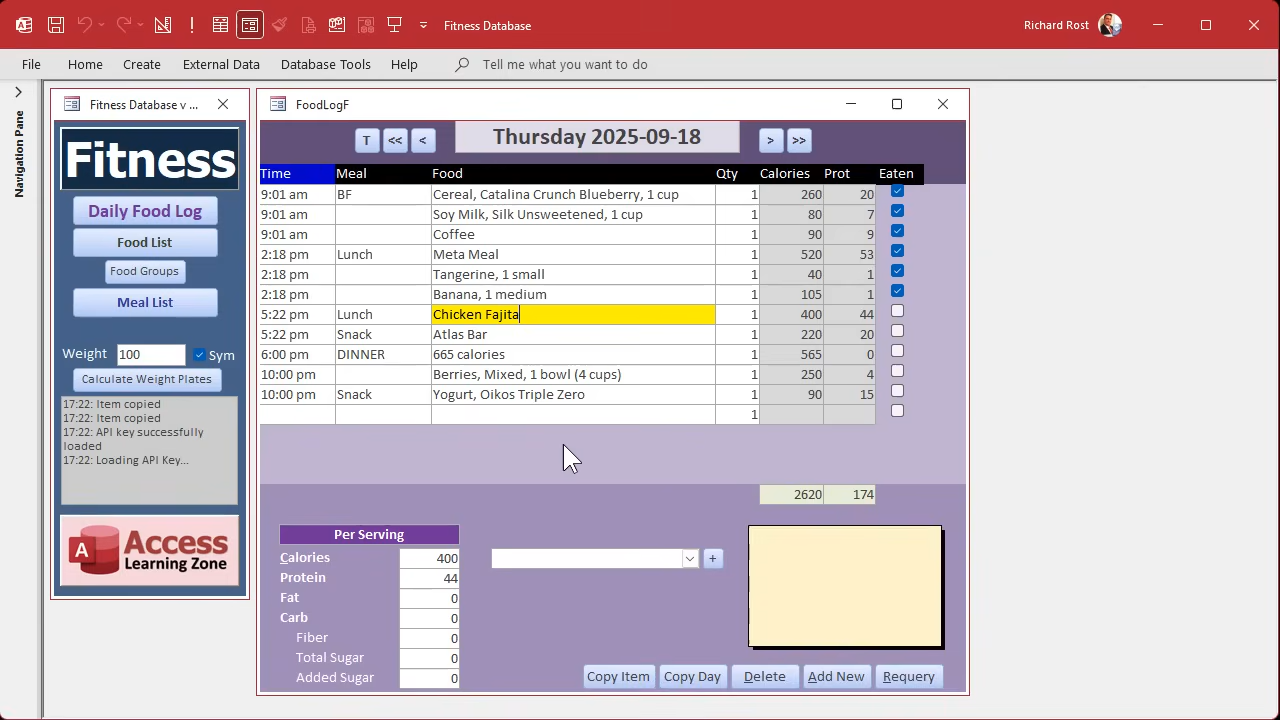 Fitness Database
Richard Rost
File Home Create External Data Database Tools Help Tell me what you want to do
Navigation Pane
Fitness Database v ...
Fitness
Daily Food Log
Food List
Food Groups
Meal List
Weight 100 Sym
Calculate Weight Plates
17:22: Item copied
17:22: Item copied
17:22: API key successfully
loaded
17:22: Loading API Key...
A Access
Learning Zone
FoodLogF
T << < Thursday 2025-09-18 > >>
Time Meal Food Qty Calories Prot Eaten
9:01 am BF Cereal, Catalina Crunch Blueberry, 1 cup 1 260 20
9:01 am Soy Milk, Silk Unsweetened, 1 cup 1 80 7
9:01 am Coffee 1 90 9
2:18 pm Lunch Meta Meal 1 520 53
2:18 pm Tangerine, 1 small 1 40 1
2:18 pm Banana, 1 medium 1 105 1
5:22 pm Lunch Chicken Fajita 1 400 44
5:22 pm Snack Atlas Bar 1 220 20
6:00 pm DINNER 665 calories 1 565 0
10:00 pm Berries, Mixed, 1 bowl (4 cups) 1 250 4
10:00 pm Snack Yogurt, Oikos Triple Zero 1 90 15
1
2620 174
Per Serving
Calories 400
Protein 44
Fat 0
Carb 0
Fiber 0
Total Sugar 0
Added Sugar 0
+
Copy Item Copy Day Delete Add New Requery